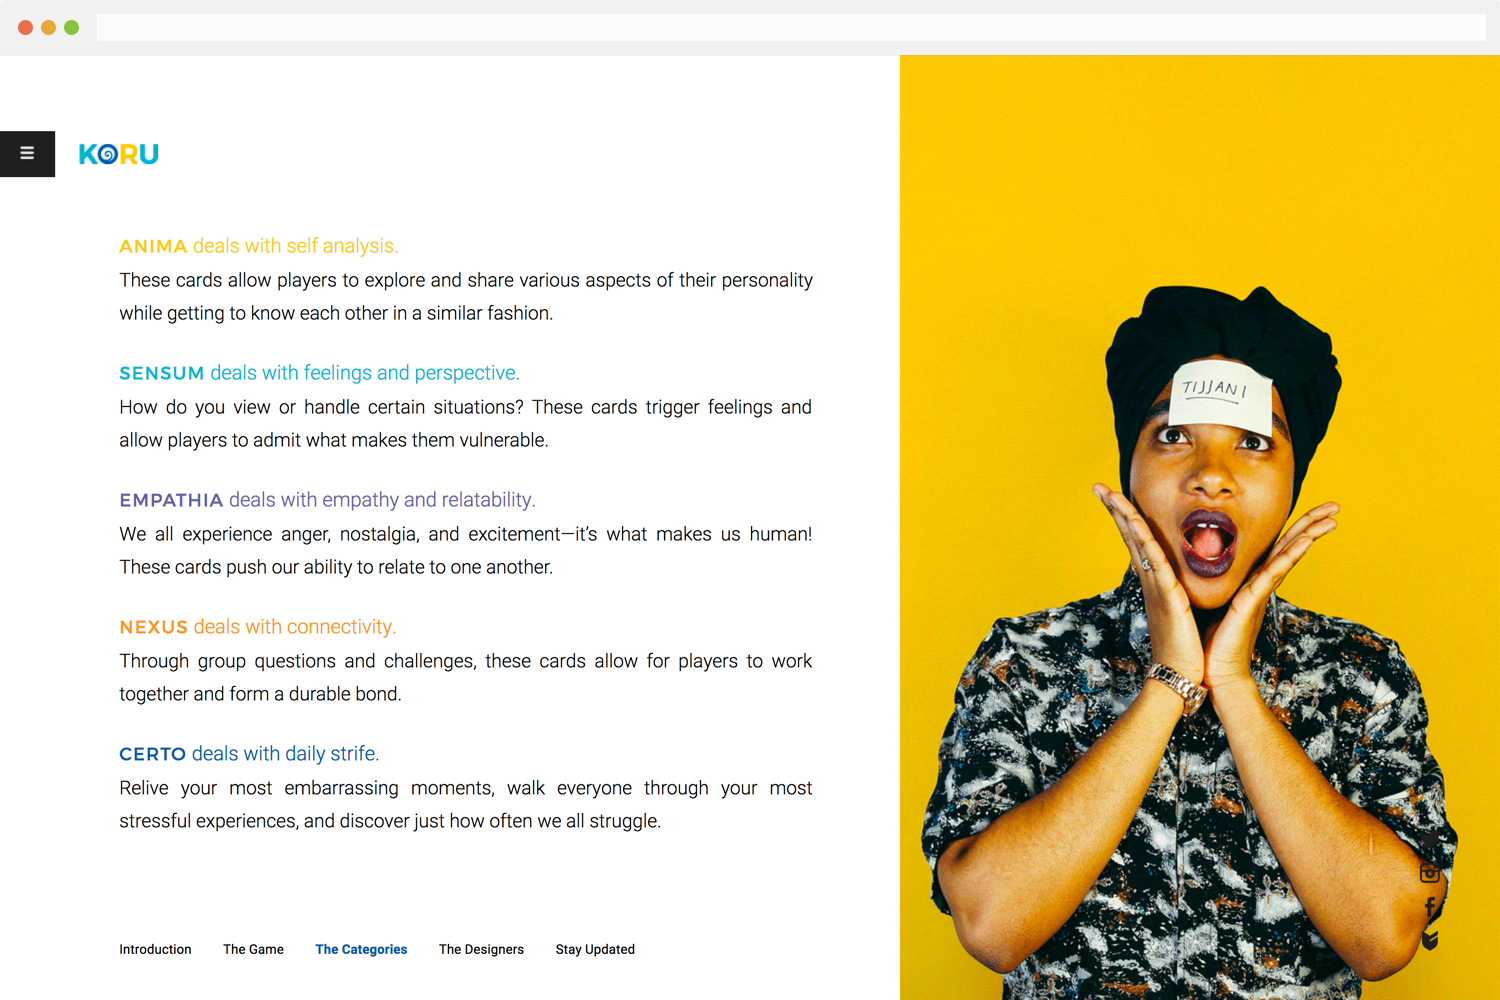 KORU
ANIMA deals with self analysis.
These cards allow players to explore and share various aspects of their personality
while getting to know each other in a similar fashion.
SENSUM deals with feelings and perspective.
How do you view or handle certain situations? These cards trigger feelings and
allow players to admit what makes them vulnerable.
EMPATHIA deals with empathy and relatability.
We all experience anger, nostalgia, and excitement—it’s what makes us human!
These cards push our ability to relate to one another.
NEXUS deals with connectivity.
Through group questions and challenges, these cards allow for players to work
together and form a durable bond.
CERTO deals with daily strife.
Relive your most embarrassing moments, walk everyone through your most
stressful experiences, and discover just how often we all struggle.
Introduction The Game The Categories The Designers Stay Updated
TIJJANI